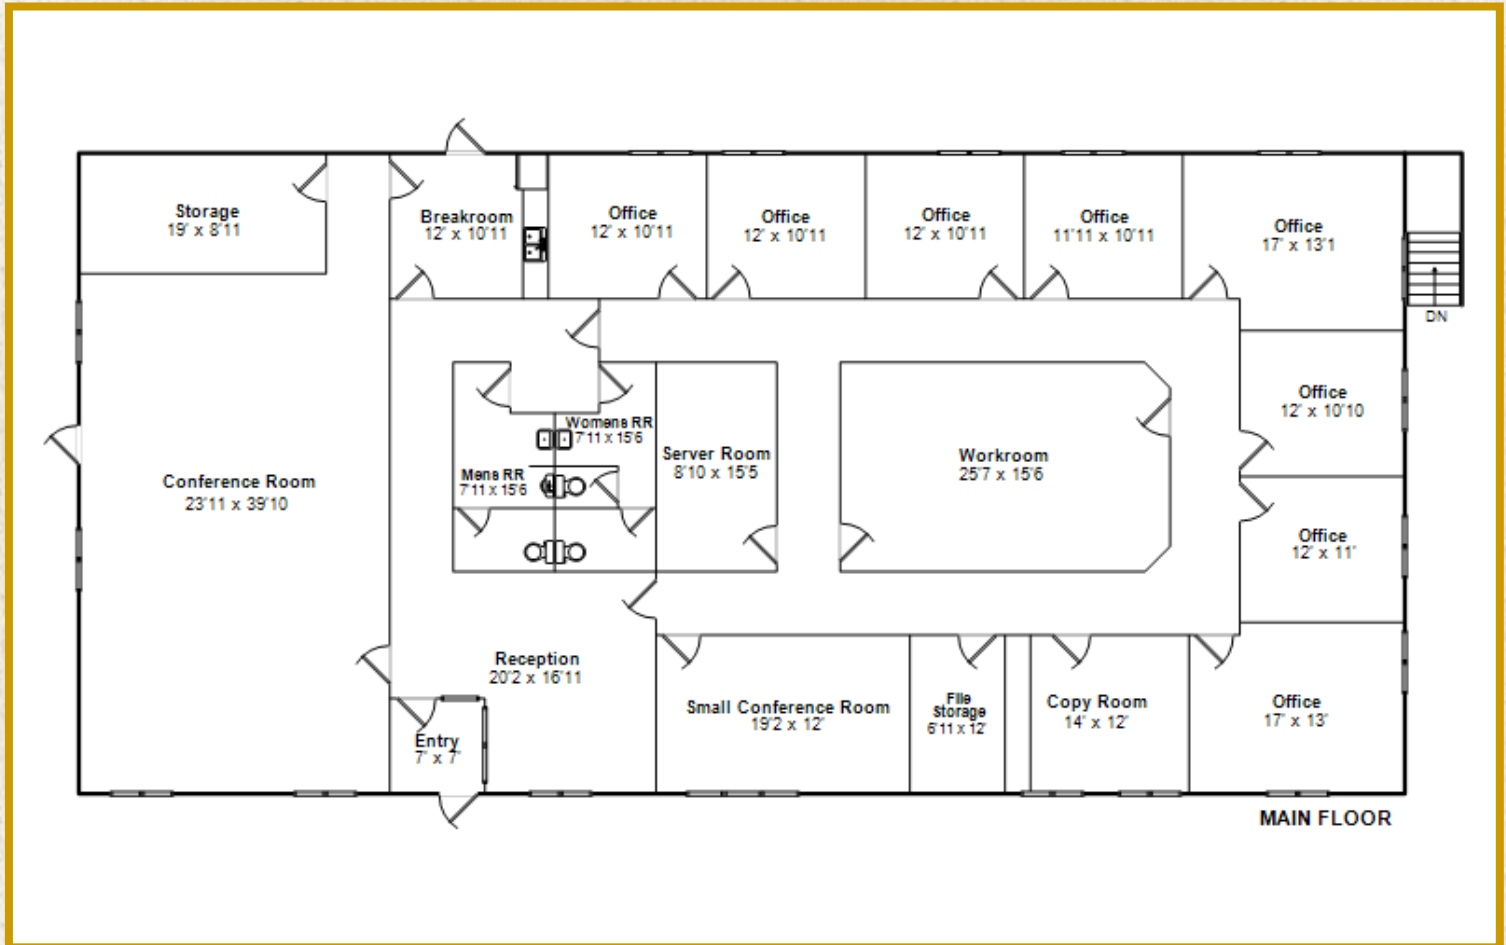 Storage
19' x 8'11
Breakroom
12' x 10'11
Office
12' x 10'11
Office
12' x 10'11
Office
12' x 10'11
Office
11'11 x 10'11
Office
17' x 13'1
DN
Office
12' x 10'10
Womens RR
7'11 x 15'6
Mens RR
7'11 x 15'6
Server Room
8'10 x 15'5
Workroom
25'7 x 15'6
Conference Room
23'11 x 39'10
Office
12' x 11'
Reception
20'2 x 16'11
Entry
7' x 7'
Small Conference Room
19'2 x 12'
File
Storage
6'11 x 12'
Copy Room
14' x 12'
Office
17' x 13'
MAIN FLOOR